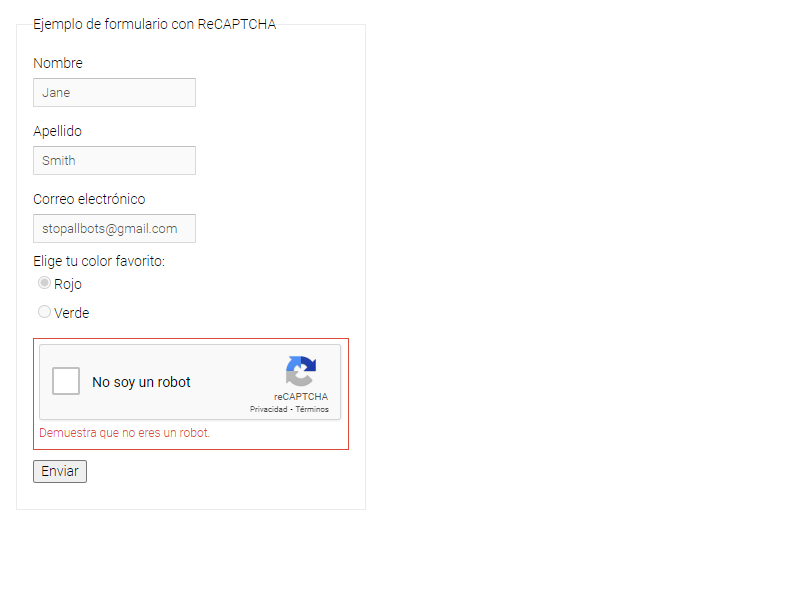 Ejemplo de formulario con ReCAPTCHA
Nombre
Jane
Apellido
Smith
Correo electrónico
stopallbots@gmail.com
Elige tu color favorito:
Rojo
Verde
No soy un robot
reCAPTCHA
Privacidad - Términos
Demuestra que no eres un robot.
Enviar